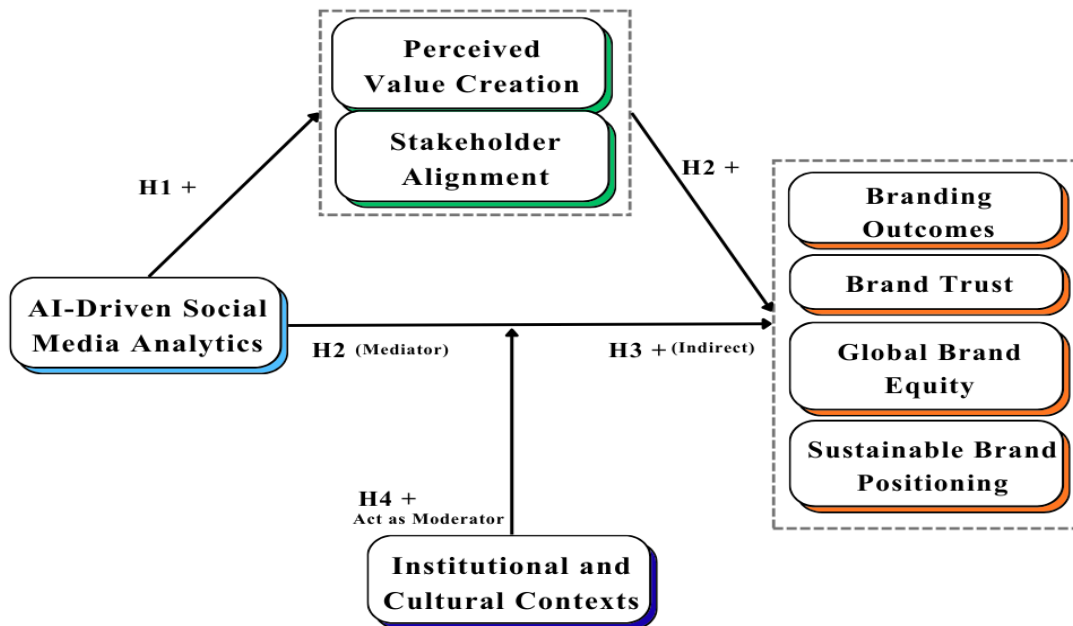 Perceived
Value Creation
Stakeholder
Alignment
H1 +
H2 +
Branding
Outcomes
Brand Trust
Global Brand
Equity
Sustainable Brand
Positioning
AI-Driven Social
Media Analytics
H2 (Mediator)
H3 + (Indirect)
H4 +
Act as Moderator
Institutional and
Cultural Contexts